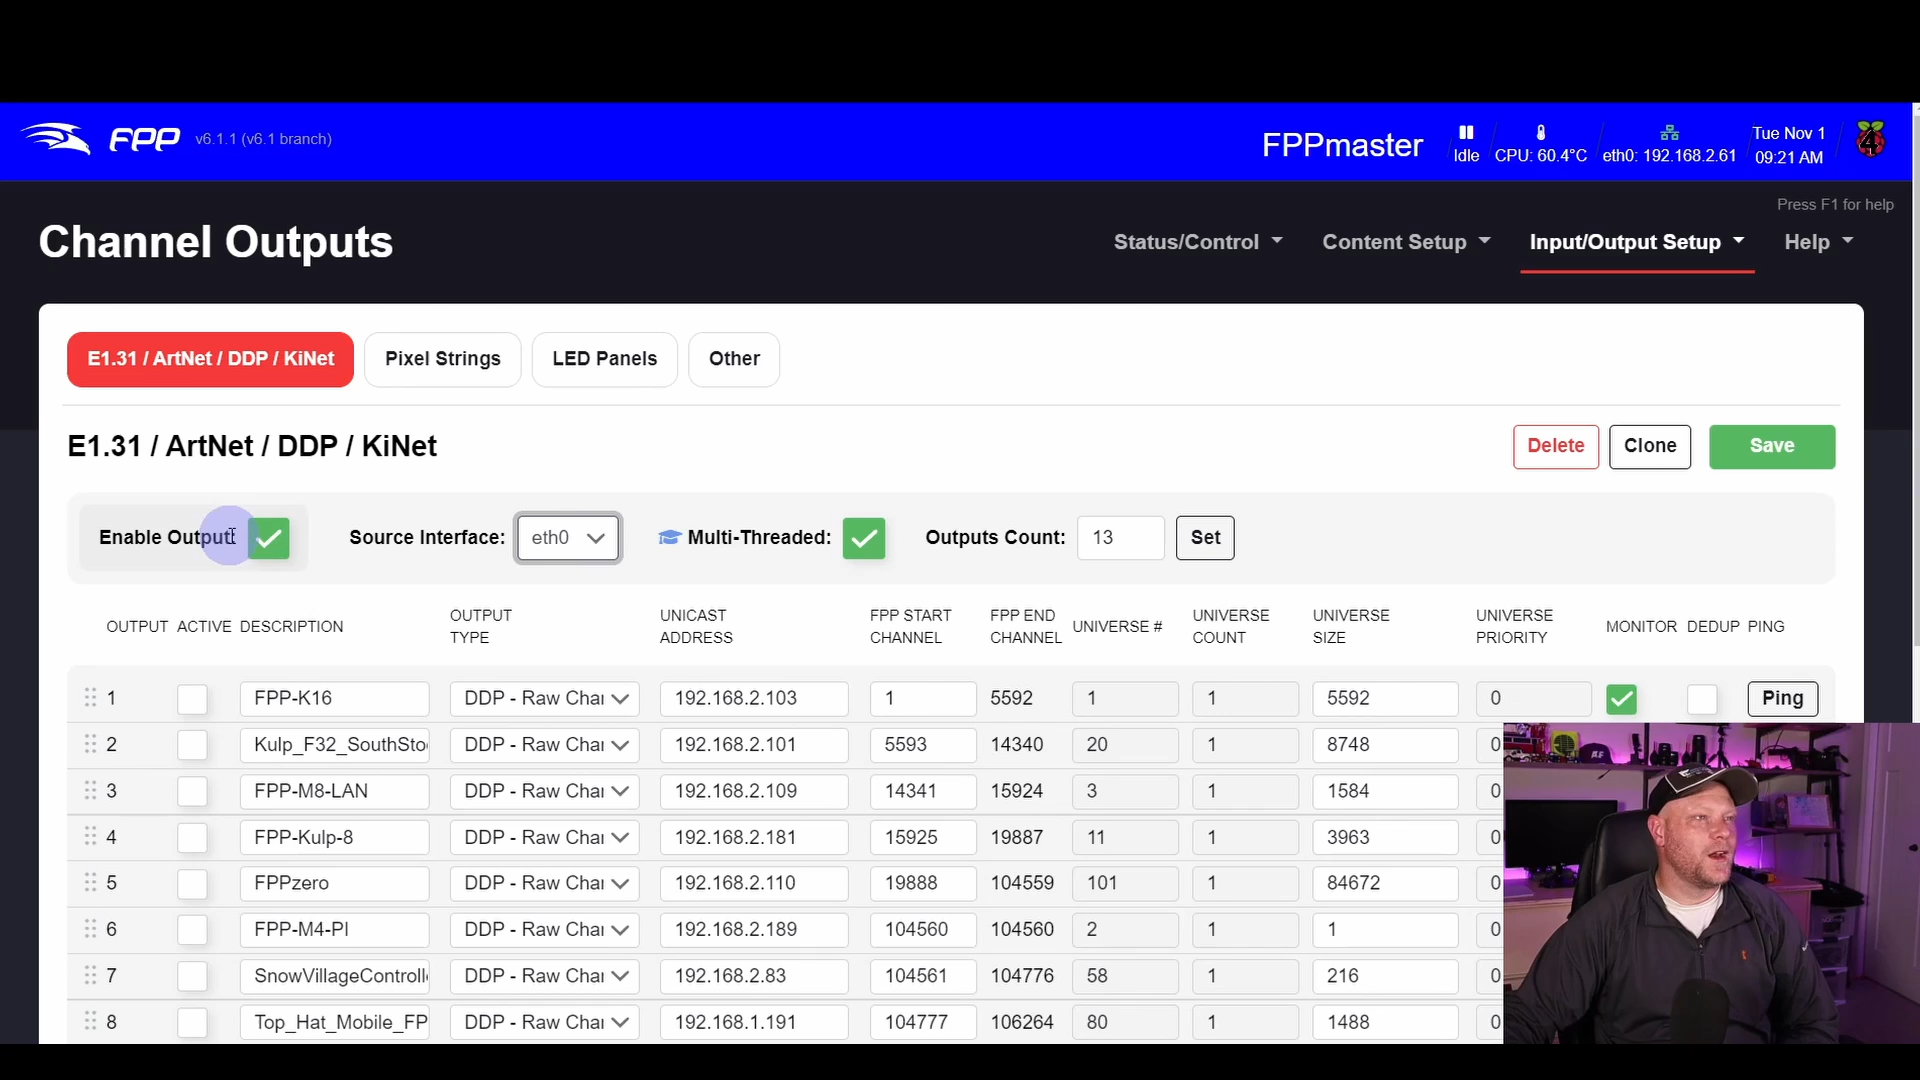 FPP v6.1.1 (v6.1 branch)
FPPmaster
Idle
CPU: 60.4°C
eth0: 192.168.2.61
Tue Nov 1
09:21 AM
4
Press F1 for help
Channel Outputs
Status/Control
Content Setup
Input/Output Setup
Help
E1.31 / ArtNet / DDP / KiNet
Pixel Strings
LED Panels
Other
E1.31 / ArtNet / DDP / KiNet
Delete
Clone
Save
Enable Output:
Source Interface: eth0
Multi-Threaded:
Outputs Count: 13 Set
OUTPUT ACTIVE DESCRIPTION OUTPUT TYPE UNICAST ADDRESS FPP START CHANNEL FPP END CHANNEL UNIVERSE # UNIVERSE COUNT UNIVERSE SIZE UNIVERSE PRIORITY MONITOR DEDUP PING
1 FPP-K16 DDP - Raw Chai 192.168.2.103 1 5592 1 1 5592 0 Ping
2 Kulp_F32_SouthSto DDP - Raw Chai 192.168.2.101 5593 14340 20 1 8748 0
3 FPP-M8-LAN DDP - Raw Chai 192.168.2.109 14341 15924 3 1 1584 0
4 FPP-Kulp-8 DDP - Raw Chai 192.168.2.181 15925 19887 11 1 3963 0
5 FPPzero DDP - Raw Chai 192.168.2.110 19888 104559 101 1 84672 0
6 FPP-M4-PI DDP - Raw Chai 192.168.2.189 104560 104560 2 1 1 0
7 SnowVillageControll DDP - Raw Chai 192.168.2.83 104561 104776 58 1 216 0
8 Top_Hat_Mobile_FP DDP - Raw Chai 192.168.1.191 104777 106264 80 1 1488 0